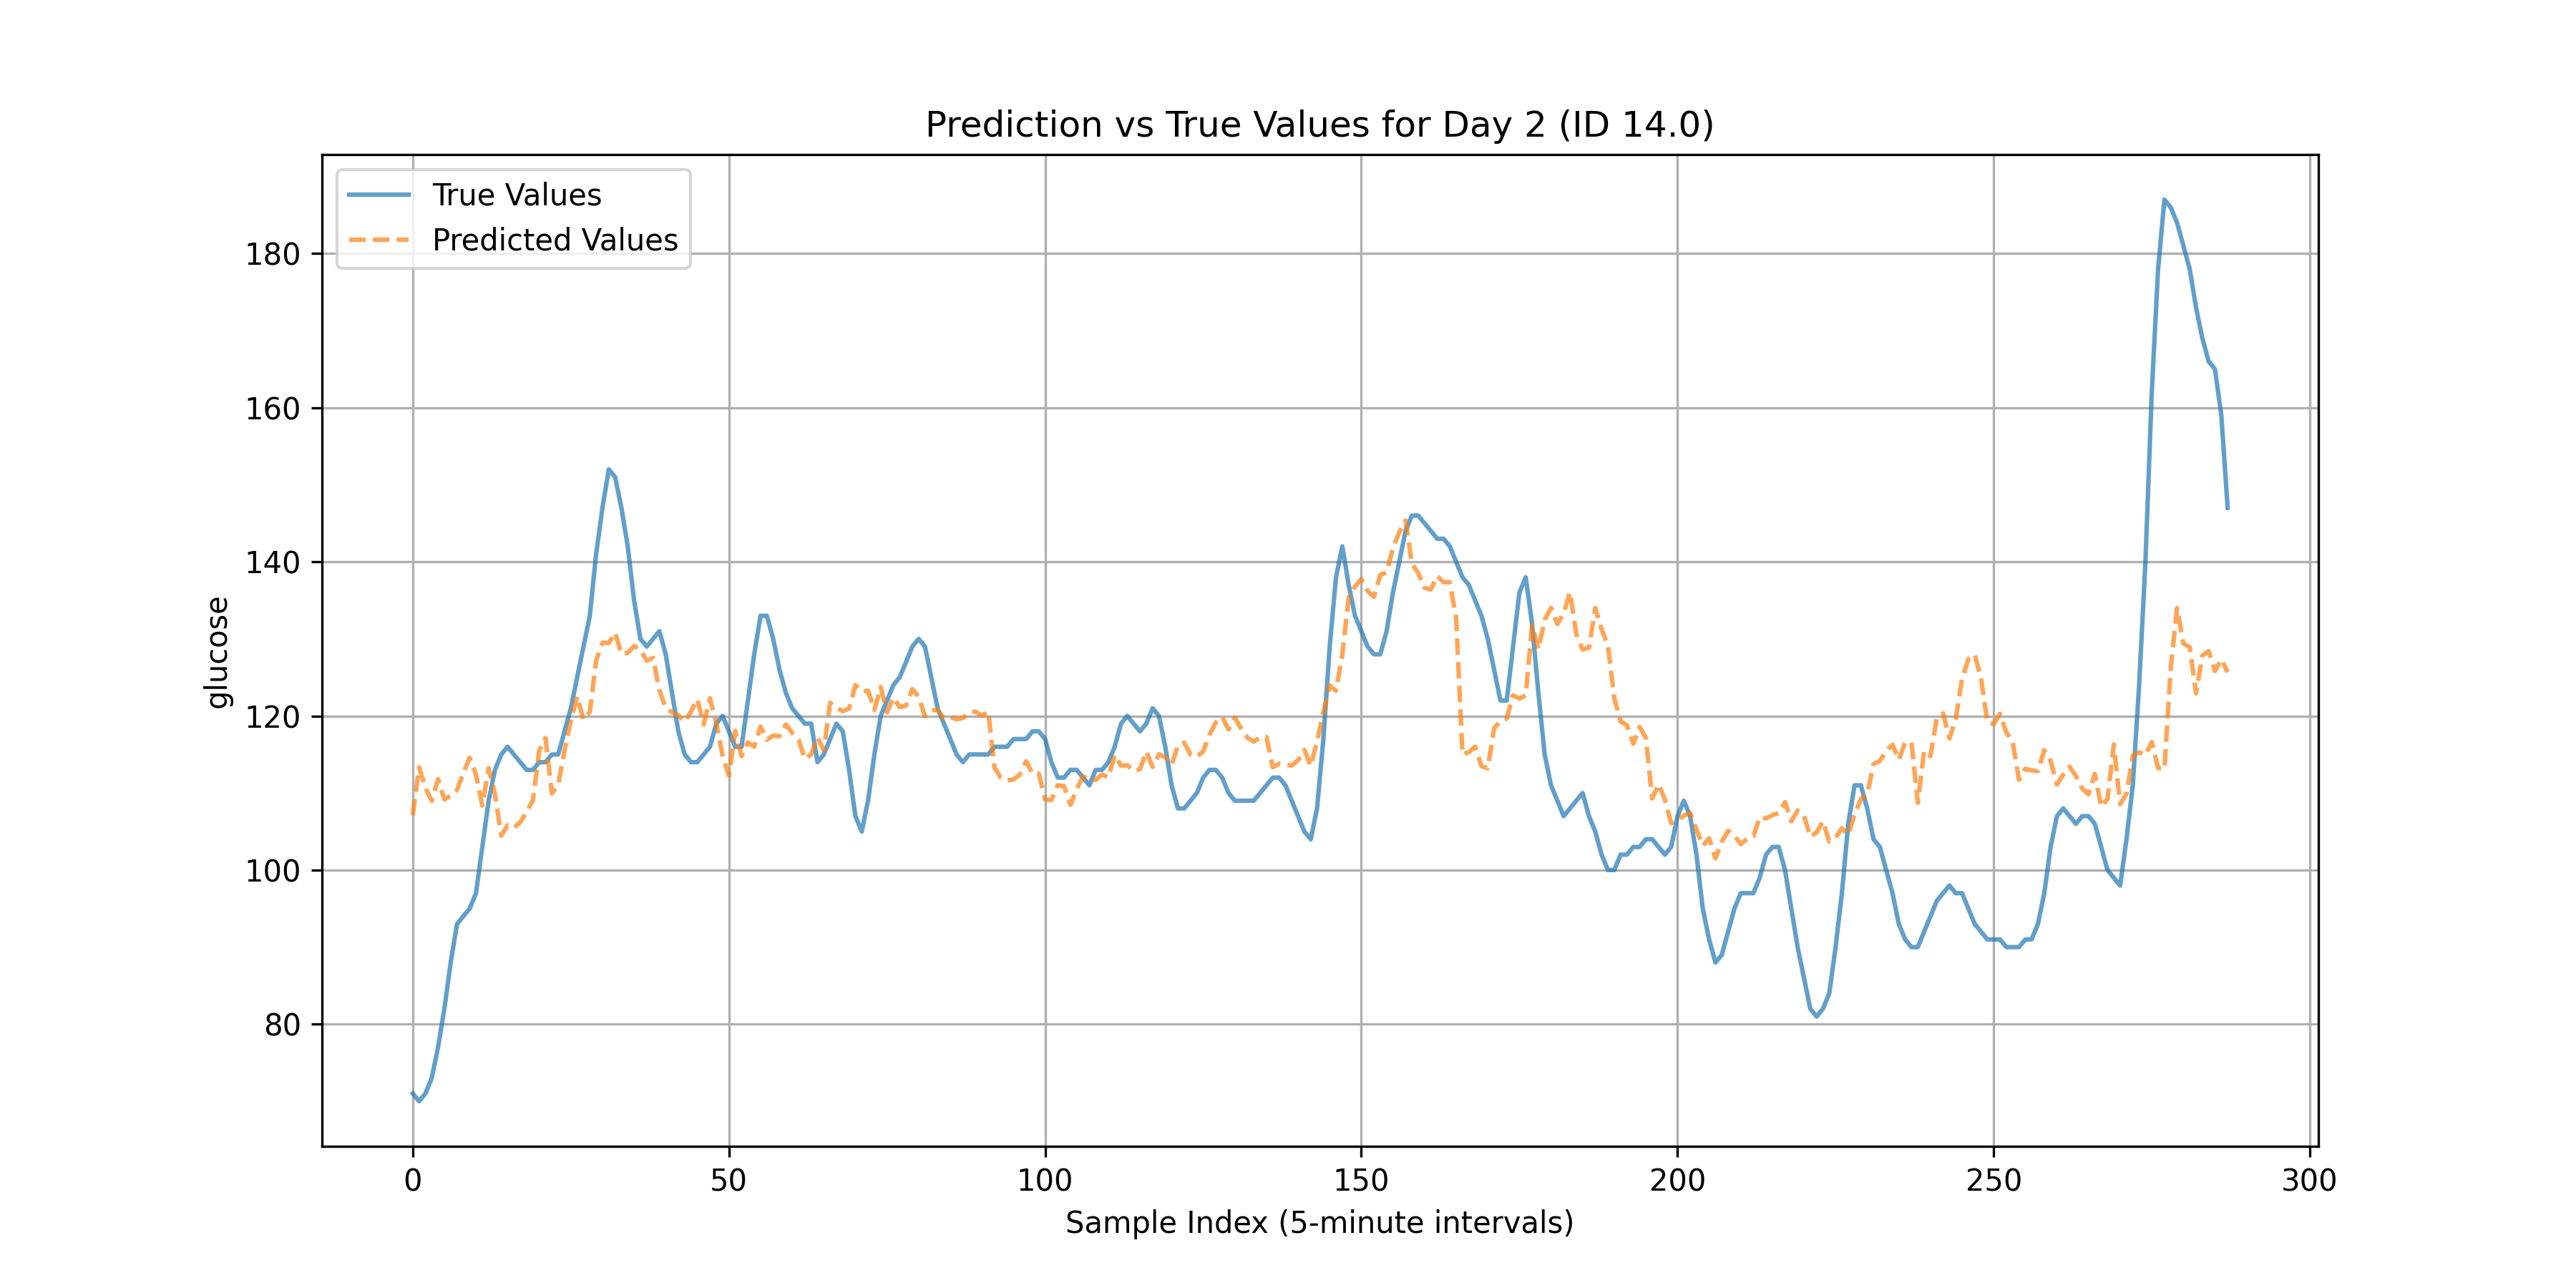 Prediction vs True Values for Day 2 (ID 14.0)
True Values
Predicted Values
180
160
140
120
100
80
glucose
0 50 100 150 200 250 300
Sample Index (5-minute intervals)